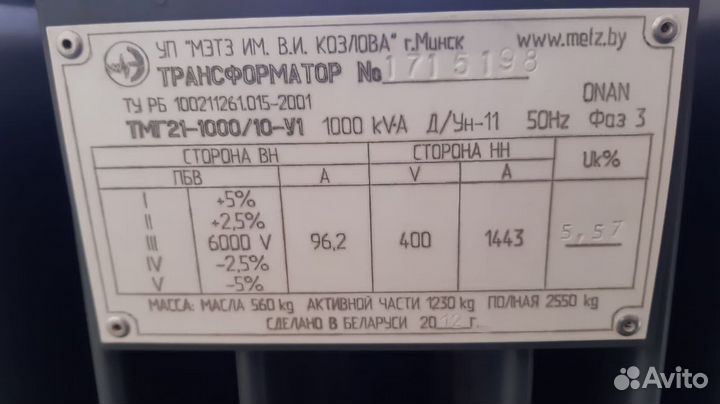 УП "МЭТЗ ИМ. В.И. КОЗЛОВА" г.Минск www.metz.by
ТРАНСФОРМАТОР № 1715198
ТУ РБ 100211261.015-2001 ONAN
ТМГ21-1000/10-У1 1000 kV·A Д/Ун-11 50Hz Фаз 3
СТОРОНА ВН СТОРОНА НН Uk%
ПБВ A V A
I +5%
II +2,5%
III 6000 V 96,2 400 1443 5,57
IV -2,5%
V -5%
МАССА: МАСЛА 560 kg АКТИВНОЙ ЧАСТИ 1230 kg ПОЛНАЯ 2550 kg
СДЕЛАНО В БЕЛАРУСИ 2012 г.
Avito